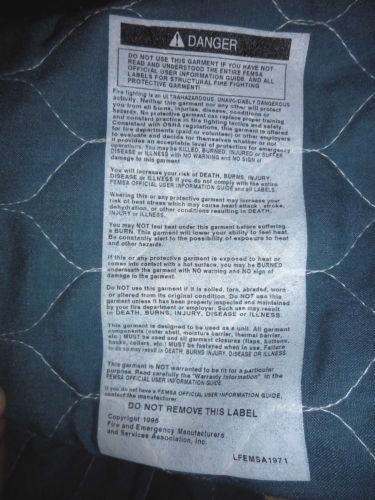 ⚠ DANGER
DO NOT USE THIS GARMENT IF YOU HAVE NOT
READ AND UNDERSTOOD THE ENTIRE FEMSA
OFFICIAL USER INFORMATION GUIDE, AND ALL
LABELS FOR STRUCTURAL FIRE FIGHTING
PROTECTIVE GARMENT!
Fire fighting is an ULTRAHAZARDOUS, UNAVOIDABLY DANGEROUS
activity. Neither this garment nor any other will protect
you from all burns, injuries, disease, conditions or
hazards. No protective garment can replace proper training
and constant practice in fire fighting tactics and safety.
Consistent with OSHA regulations, this garment is offered
for fire departments (paid or volunteer) or other employers
to evaluate and decide for themselves whether or not
it provides an acceptable level of protection for emergency
operators. You may be KILLED, BURNED, INJURED or SUFFER
DISEASE or ILLNESS with NO WARNING and NO SIGN of
damage to this garment
You will increase your risk of DEATH, BURNS, INJURY,
DISEASE or ILLNESS if you do not comply with the entire
FEMSA OFFICIAL USER INFORMATION GUIDE and all LABELS.
Wearing this or any protective garment may increase your
risk of heat stress which may cause heart attack, stroke,
dehydration, or other conditions resulting in DEATH,
INJURY or ILLNESS.
You may NOT feel heat under this garment before suffering
a BURN. This garment will lower your ability to feel heat.
Be constantly alert to the possibility of exposure to heat
and other hazards.
If this or any protective garment is exposed to heat or
comes into contact with a hot surface, you may be BURNED
underneath the garment with NO WARNING and NO SIGN of
damage to the garment.
Do NOT USE this garment if it is soiled, torn, abraded, worn
or altered from its original condition. Do NOT USE this
garment unless it has been properly inspected and maintained
by your fire department or employer. Such use may result
in DEATH, BURNS, INJURY, DISEASE or ILLNESS.
This garment is designed to be used as a unit. All garment
components (outer shell, moisture barrier, thermal barrier,
etc.) MUST be used and all garment closures (flaps, buttons,
hooks, collars, etc.) MUST be fastened when in use. Failure
to do so may result in DEATH, BURNS, INJURY, DISEASE OR ILLNESS.
This garment is NOT WARRANTED to be fit for a particular
purpose. Read carefully the "Warranty Information" in the
FEMSA OFFICIAL USER INFORMATION GUIDE.
If you do not have a FEMSA OFFICIAL USER INFORMATION GUIDE,
contact the manufacturer.
DO NOT REMOVE THIS LABEL
Copyright 1996
Fire and Emergency Manufacturers
and Services Association, Inc.
LFEMSA1971